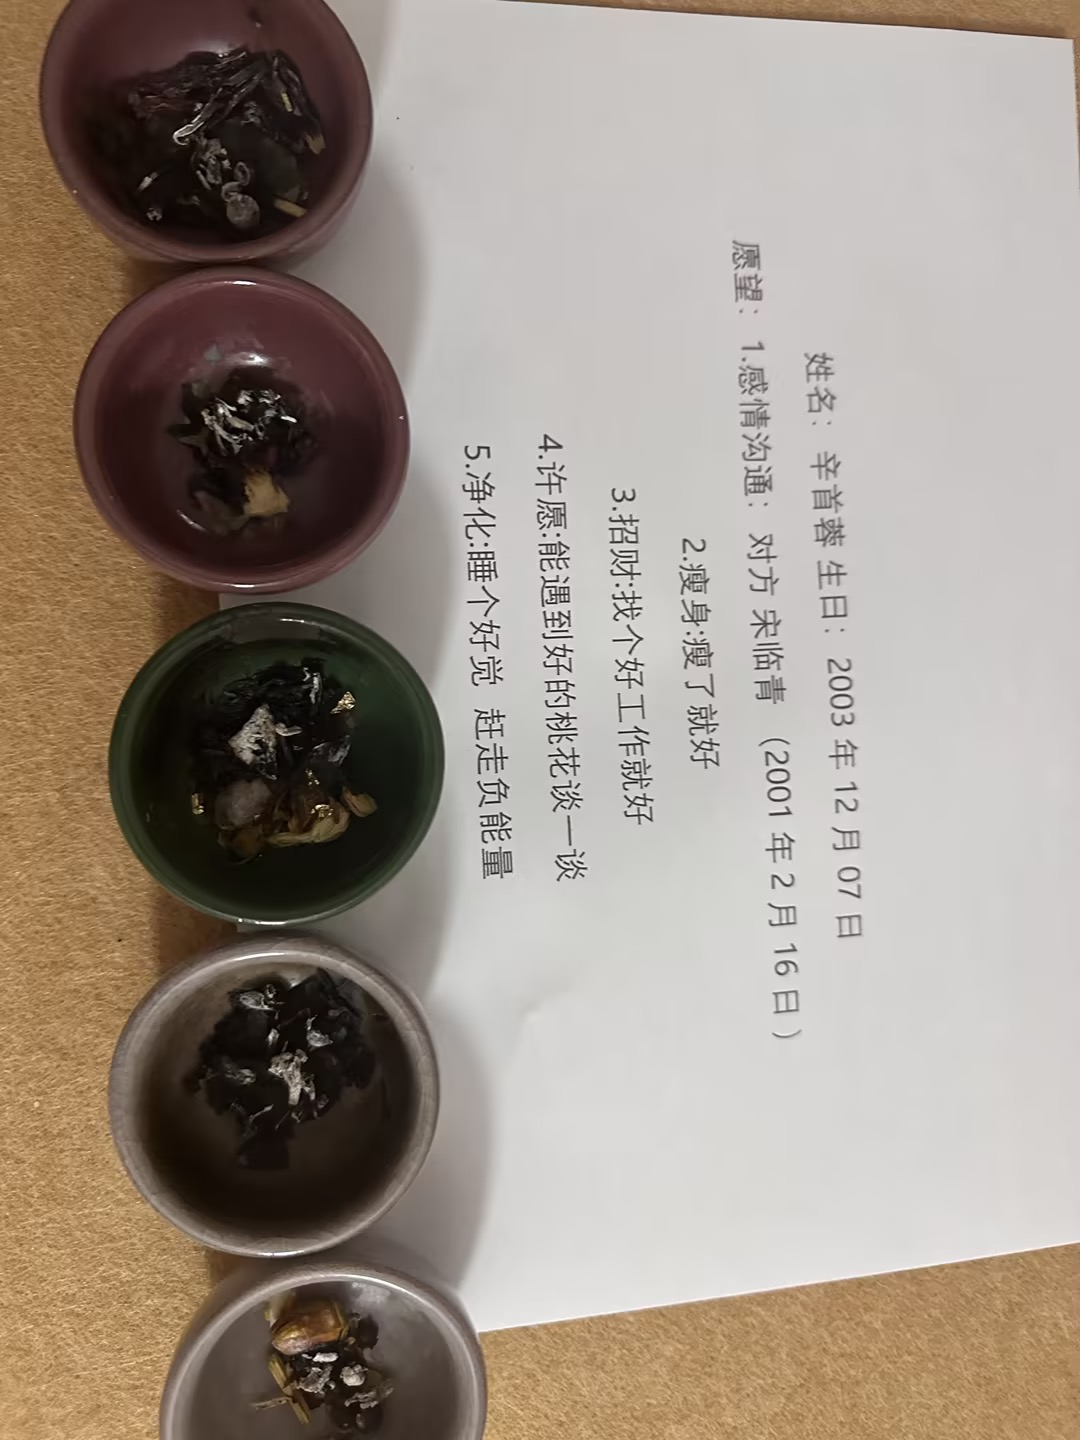 姓名：辛首蓉 生日：2003 年 12 月 07 日
愿望：1.感情沟通：对方 宋临青 （2001 年 2 月 16 日）
2.瘦身:瘦了就好
3.招财:找个好工作就好
4.许愿:能遇到好的桃花谈一谈
5.净化:睡个好觉 赶走负能量